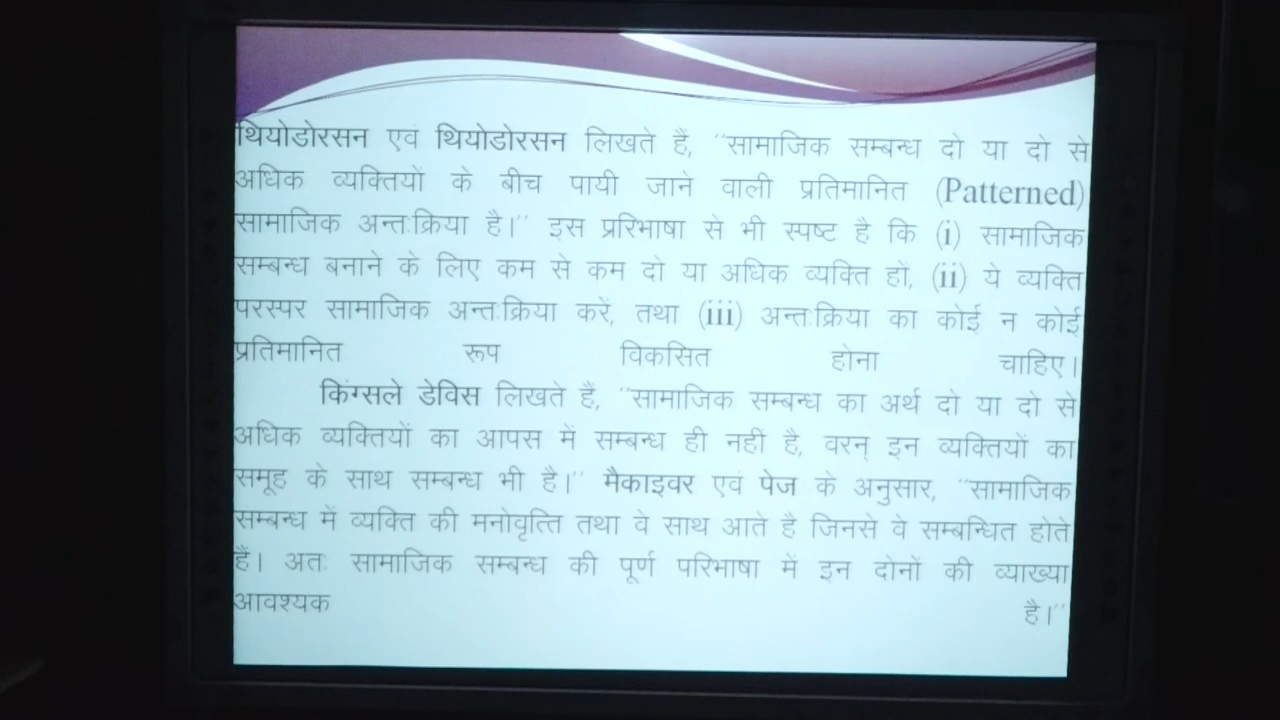 थियोडोरसन एवं थियोडोरसन लिखते हैं, ‘‘सामाजिक सम्बन्ध दो या दो से
अधिक व्यक्तियों के बीच पायी जाने वाली प्रतिमानित (Patterned)
सामाजिक अन्तःक्रिया है।’’ इस प्ररिभाषा से भी स्पष्ट है कि (i) सामाजिक
सम्बन्ध बनाने के लिए कम से कम दो या अधिक व्यक्ति हों, (ii) ये व्यक्ति
परस्पर सामाजिक अन्तःक्रिया करें, तथा (iii) अन्तःक्रिया का कोई न कोई
प्रतिमानित रूप विकसित होना चाहिए।
किंग्सले डेविस लिखते हैं, ‘‘सामाजिक सम्बन्ध का अर्थ दो या दो से
अधिक व्यक्तियों का आपस में सम्बन्ध ही नहीं है, वरन् इन व्यक्तियों का
समूह के साथ सम्बन्ध भी है।’’ मैकाइवर एवं पेज के अनुसार, ‘‘सामाजिक
सम्बन्ध में व्यक्ति की मनोवृत्ति तथा वे साथ आते है जिनसे वे सम्बन्धित होते
हैं। अतः सामाजिक सम्बन्ध की पूर्ण परिभाषा में इन दोनों की व्याख्या
आवश्यक है।’’